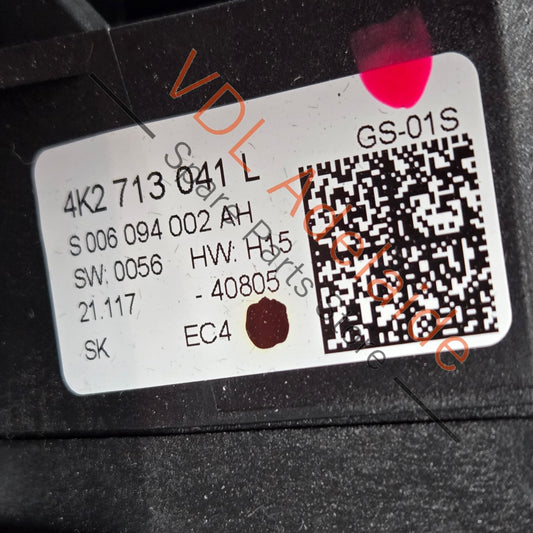 GS-01S
4K2 713 041 L
S 006 094 002 AH
SW: 0056 HW: H15
21.117 - 40805
SK EC4
VDL Adelaide
Spare Parts Store